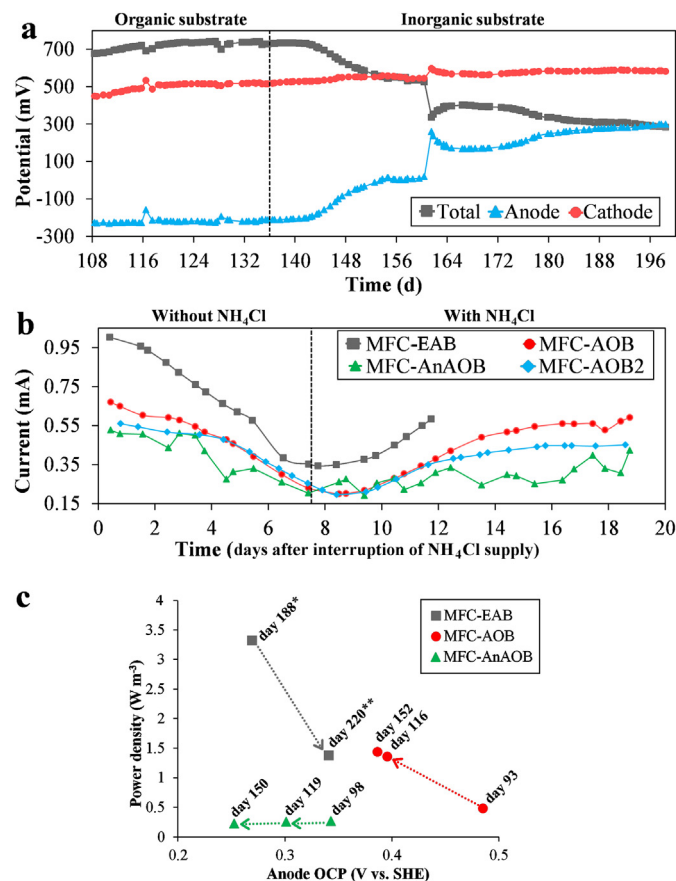 a
Organic substrate
Inorganic substrate
Potential (mV)
700
500
300
100
-100
-300
Total
Anode
Cathode
108
116
124
132
140
148
156
164
172
180
188
196
Time (d)
b
Without NH4Cl
With NH4Cl
Current (mA)
0.95
0.75
0.55
0.35
0.15
MFC-EAB
MFC-AOB
MFC-AnAOB
MFC-AOB2
0
2
4
6
8
10
12
14
16
18
20
Time (days after interruption of NH4Cl supply)
c
Power density (W m-3)
4
3.5
3
2.5
2
1.5
1
0.5
0
day 188*
day 220**
day 152
day 116
day 93
day 150
day 119
day 98
MFC-EAB
MFC-AOB
MFC-AnAOB
0.2
0.3
0.4
0.5
Anode OCP (V vs. SHE)